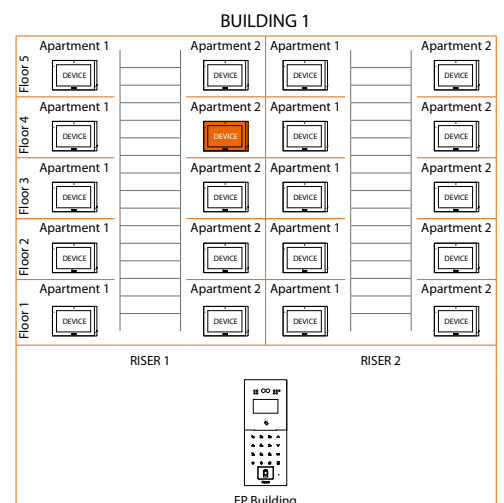 BUILDING 1
Floor 5
Apartment 1 Apartment 2 Apartment 1 Apartment 2
DEVICE DEVICE DEVICE DEVICE
Floor 4
Apartment 1 Apartment 2 Apartment 1 Apartment 2
DEVICE DEVICE DEVICE DEVICE
Floor 3
Apartment 1 Apartment 2 Apartment 1 Apartment 2
DEVICE DEVICE DEVICE DEVICE
Floor 2
Apartment 1 Apartment 2 Apartment 1 Apartment 2
DEVICE DEVICE DEVICE DEVICE
Floor 1
Apartment 1 Apartment 2 Apartment 1 Apartment 2
DEVICE DEVICE DEVICE DEVICE
RISER 1 RISER 2
EP Building